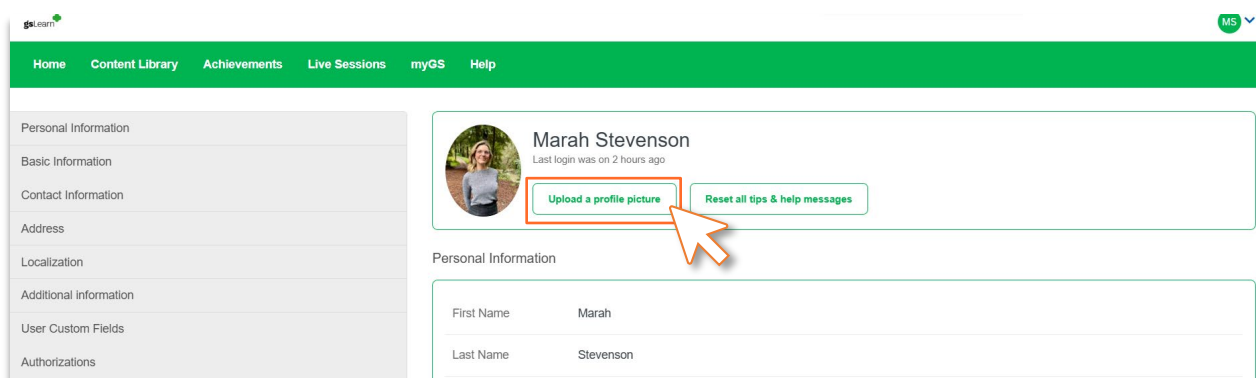 gsLearn
MS
Home Content Library Achievements Live Sessions myGS Help
Personal Information
Basic Information
Contact Information
Address
Localization
Additional information
User Custom Fields
Authorizations
Marah Stevenson
Last login was on 2 hours ago
Upload a profile picture Reset all tips & help messages
Personal Information
First Name Marah
Last Name Stevenson